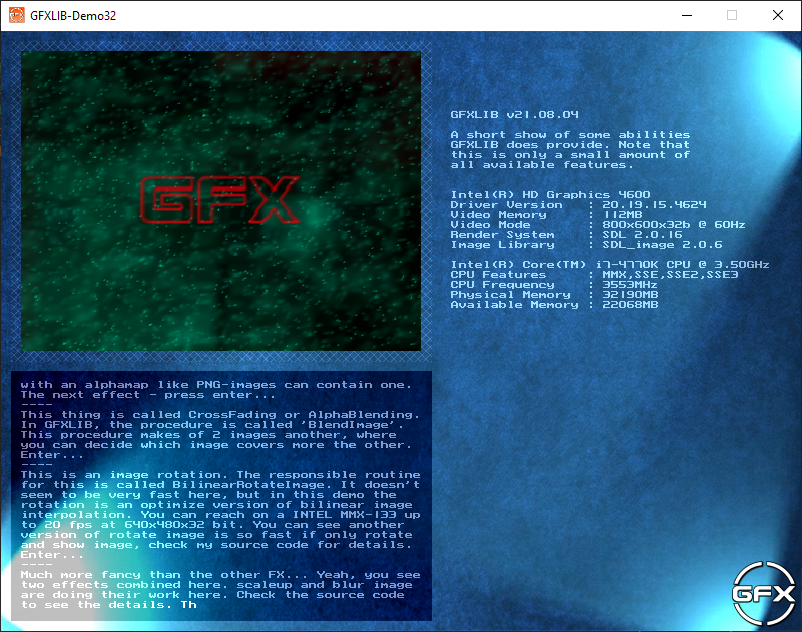 GFXLIB-Demo32
GFX
GFXLIB v21.08.04
A short show of some abilities
GFXLIB does provide. Note that
this is only a small amount of
all available features.
Intel(R) HD Graphics 4600
Driver Version : 20.19.15.4624
Video Memory : 112MB
Video Mode : 800x600x32b @ 60Hz
Render System : SDL 2.0.16
Image Library : SDL_image 2.0.6
Intel(R) Core(TM) i7-4770K CPU @ 3.50GHz
CPU Features : MMX,SSE,SSE2,SSE3
CPU Frequency : 3553MHz
Physical Memory : 32190MB
Available Memory : 22068MB
with an alphamap like PNG-images can contain one.
The next effect - press enter...
----
This thing is called CrossFading or AlphaBlending.
In GFXLIB, the procedure is called 'BlendImage'.
This procedure makes of 2 images another, where
you can decide which image covers more the other.
Enter...
----
This is an image rotation. The responsible routine
for this is called BilinearRotateImage. It doesn't
seem to be very fast here, but in this demo the
rotation is an optimize version of bilinear image
interpolation. You can reach on a INTEL MMX-133 up
to 20 fps at 640x480x32 bit. You can see another
version of rotate image is so fast if only rotate
and show image, check my source code for details.
Enter...
----
Much more fancy than the other FX... Yeah, you see
two effects combined here. scaleup and blur image
are doing their work here. Check the source code
to see the details. Th
GFX